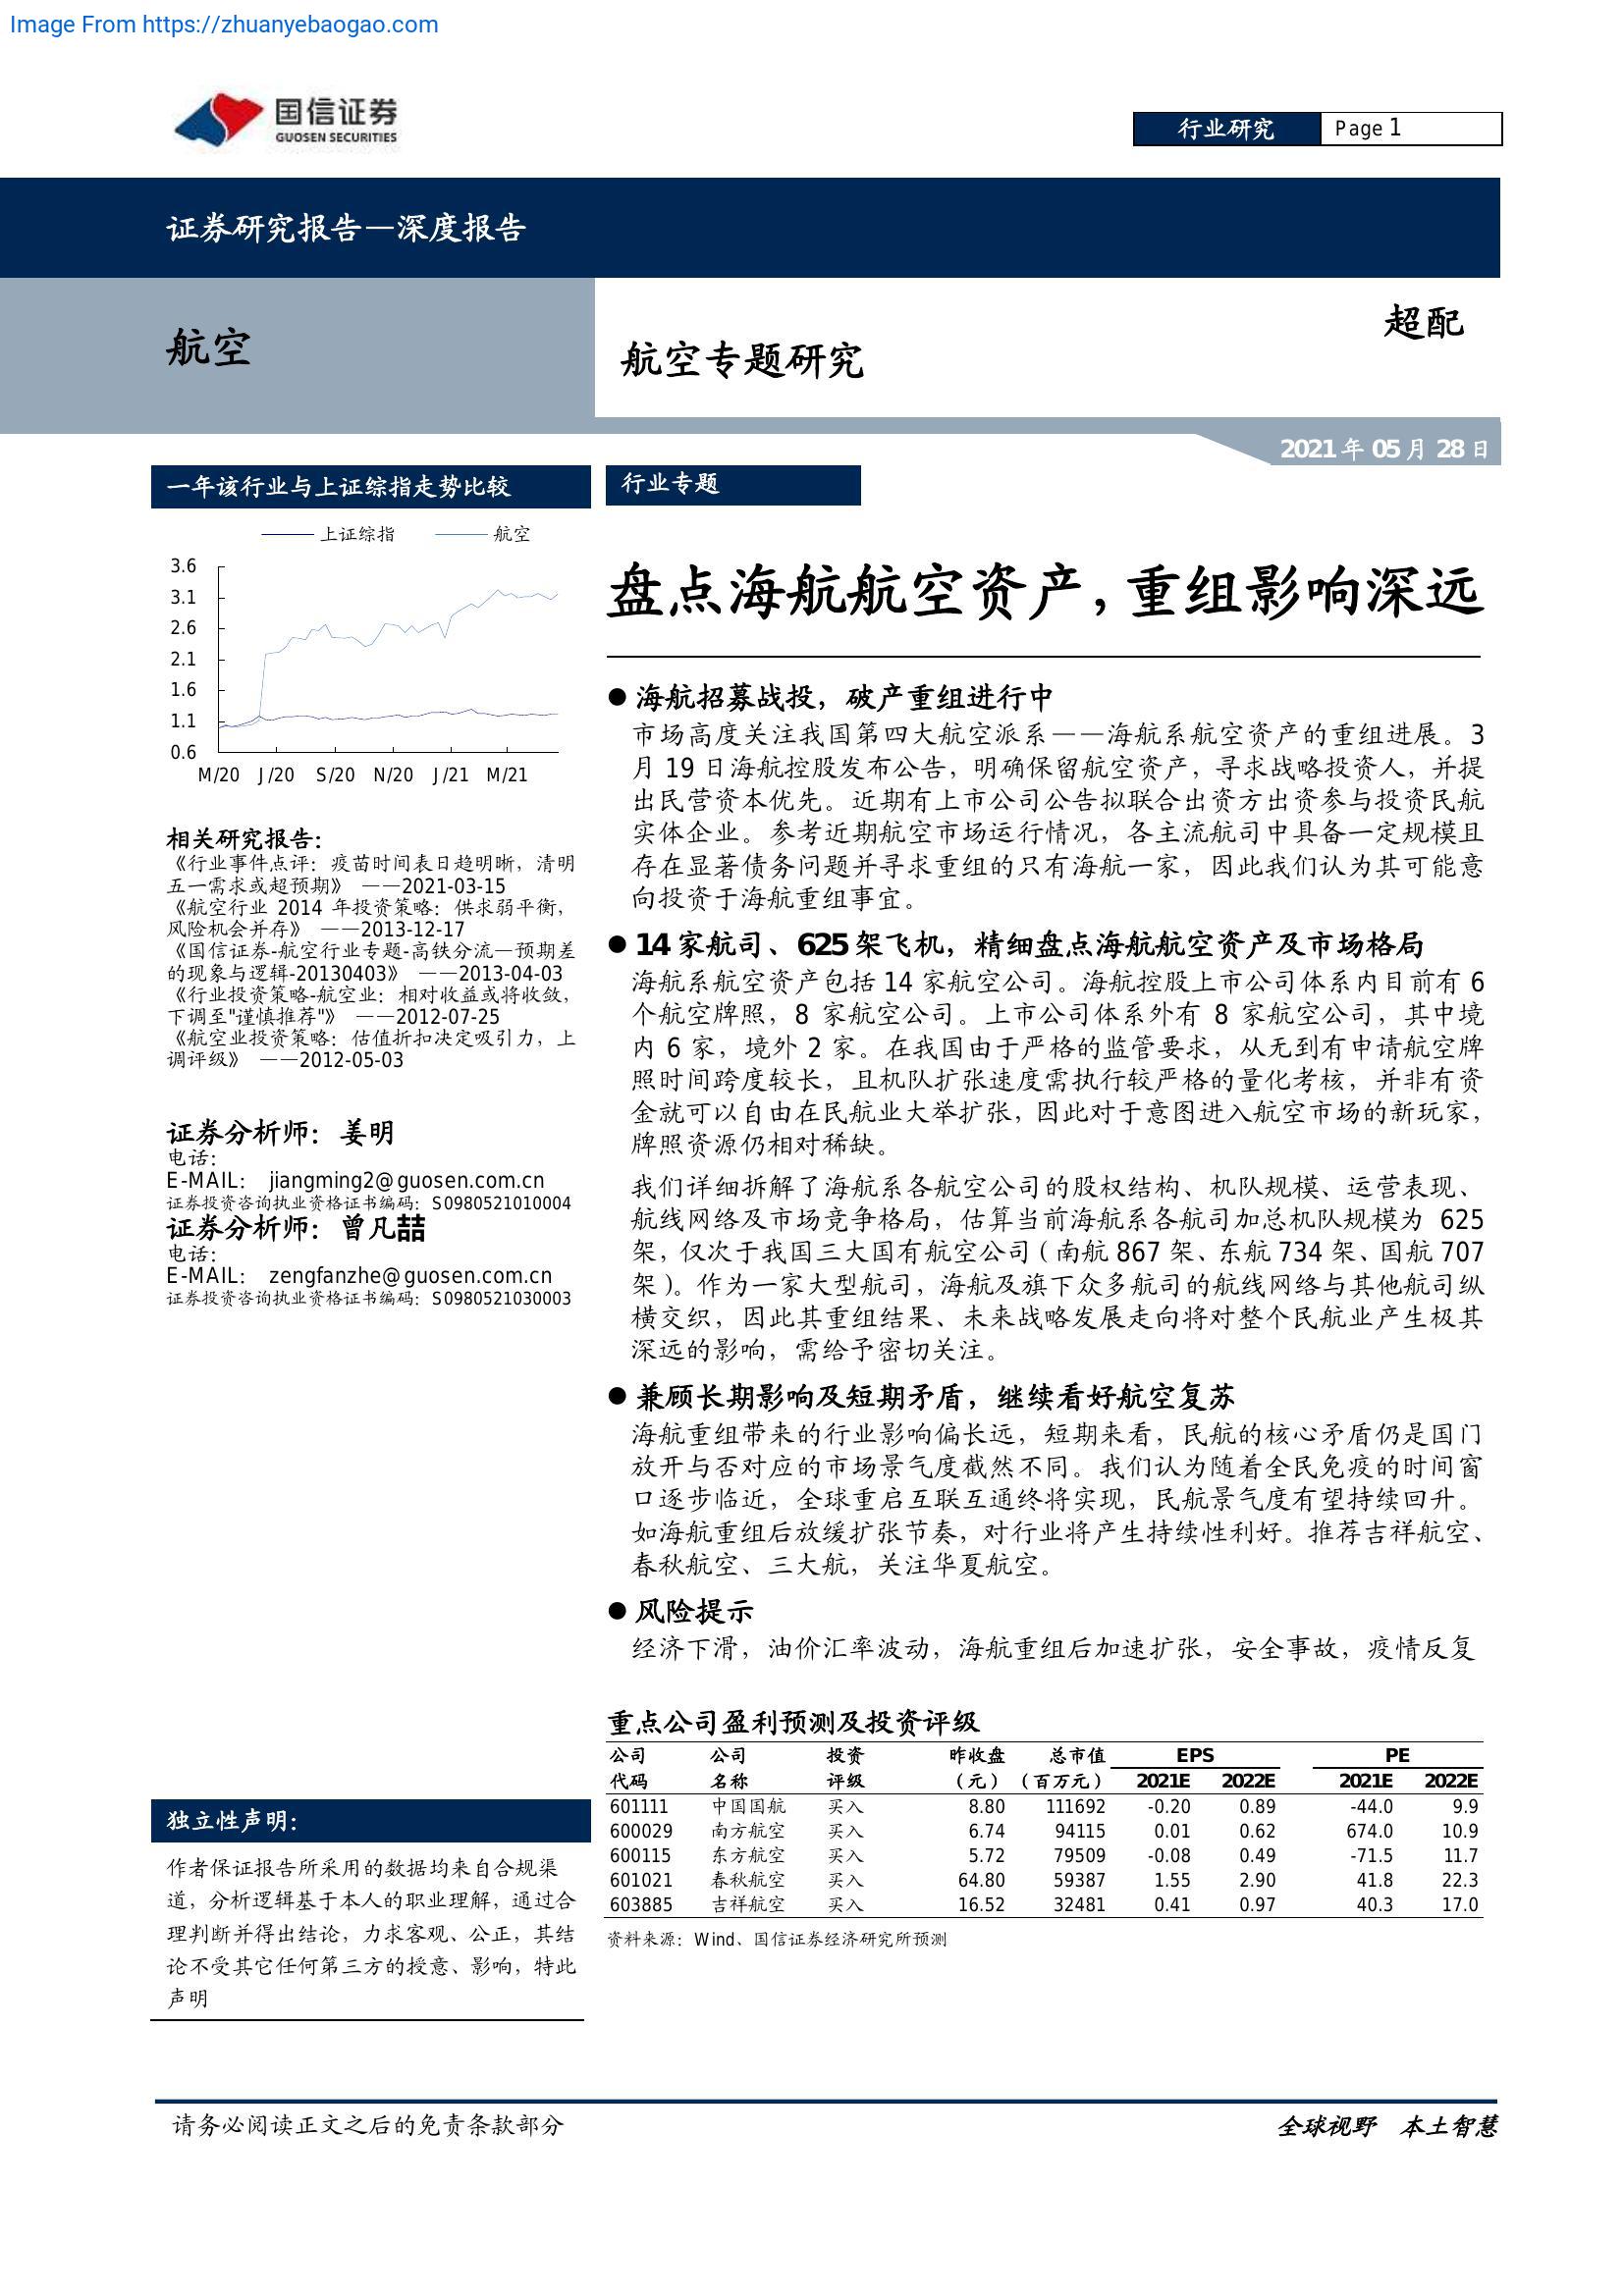 Image From https://zhuanyebaogao.com
国信证券
GUOSEN SECURITIES
行业研究
Page 1
证券研究报告—深度报告
航空
航空专题研究
超配
2021 年 05 月 28 日
一年该行业与上证综指走势比较
上证综指 航空
3.6
3.1
2.6
2.1
1.6
1.1
0.6
M/20 J/20 S/20 N/20 J/21 M/21
相关研究报告：
《行业事件点评：疫苗时间表日趋明晰，清明
五一需求或超预期》 ——2021-03-15
《航空行业 2014 年投资策略：供求弱平衡，
风险机会并存》 ——2013-12-17
《国信证券-航空行业专题-高铁分流—预期差
的现象与逻辑-20130403》 ——2013-04-03
《行业投资策略-航空业：相对收益或将收敛，
下调至"谨慎推荐"》 ——2012-07-25
《航空业投资策略：估值折扣决定吸引力，上
调评级》 ——2012-05-03
证券分析师：姜明
电话：
E-MAIL： jiangming2@guosen.com.cn
证券投资咨询执业资格证书编码：S0980521010004
证券分析师：曾凡喆
电话：
E-MAIL： zengfanzhe@guosen.com.cn
证券投资咨询执业资格证书编码：S0980521030003
独立性声明：
作者保证报告所采用的数据均来自合规渠
道，分析逻辑基于本人的职业理解，通过合
理判断并得出结论，力求客观、公正，其结
论不受其它任何第三方的授意、影响，特此
声明
行业专题
盘点海航航空资产，重组影响深远
● 海航招募战投，破产重组进行中
市场高度关注我国第四大航空派系——海航系航空资产的重组进展。3
月 19 日海航控股发布公告，明确保留航空资产，寻求战略投资人，并提
出民营资本优先。近期有上市公司公告拟联合出资方出资参与投资民航
实体企业。参考近期航空市场运行情况，各主流航司中具备一定规模且
存在显著债务问题并寻求重组的只有海航一家，因此我们认为其可能意
向投资于海航重组事宜。
● 14 家航司、625 架飞机，精细盘点海航航空资产及市场格局
海航系航空资产包括 14 家航空公司。海航控股上市公司体系内目前有 6
个航空牌照，8 家航空公司。上市公司体系外有 8 家航空公司，其中境
内 6 家，境外 2 家。在我国由于严格的监管要求，从无到有申请航空牌
照时间跨度较长，且机队扩张速度需执行较严格的量化考核，并非有资
金就可以自由在民航业大举扩张，因此对于意图进入航空市场的新玩家，
牌照资源仍相对稀缺。
我们详细拆解了海航系各航空公司的股权结构、机队规模、运营表现、
航线网络及市场竞争格局，估算当前海航系各航司加总机队规模为 625
架，仅次于我国三大国有航空公司（南航 867 架、东航 734 架、国航 707
架）。作为一家大型航司，海航及旗下众多航司的航线网络与其他航司纵
横交织，因此其重组结果、未来战略发展走向将对整个民航业产生极其
深远的影响，需给予密切关注。
● 兼顾长期影响及短期矛盾，继续看好航空复苏
海航重组带来的行业影响偏长远，短期来看，民航的核心矛盾仍是国门
放开与否对应的市场景气度截然不同。我们认为随着全民免疫的时间窗
口逐步临近，全球重启互联互通终将实现，民航景气度有望持续回升。
如海航重组后放缓扩张节奏，对行业将产生持续性利好。推荐吉祥航空、
春秋航空、三大航，关注华夏航空。
● 风险提示
经济下滑，油价汇率波动，海航重组后加速扩张，安全事故，疫情反复
重点公司盈利预测及投资评级
公司 公司 投资 昨收盘 总市值 EPS PE
代码 名称 评级 （元） （百万元） 2021E 2022E 2021E 2022E
601111 中国国航 买入 8.80 111692 -0.20 0.89 -44.0 9.9
600029 南方航空 买入 6.74 94115 0.01 0.62 674.0 10.9
600115 东方航空 买入 5.72 79509 -0.08 0.49 -71.5 11.7
601021 春秋航空 买入 64.80 59387 1.55 2.90 41.8 22.3
603885 吉祥航空 买入 16.52 32481 0.41 0.97 40.3 17.0
资料来源：Wind、国信证券经济研究所预测
请务必阅读正文之后的免责条款部分
全球视野 本土智慧